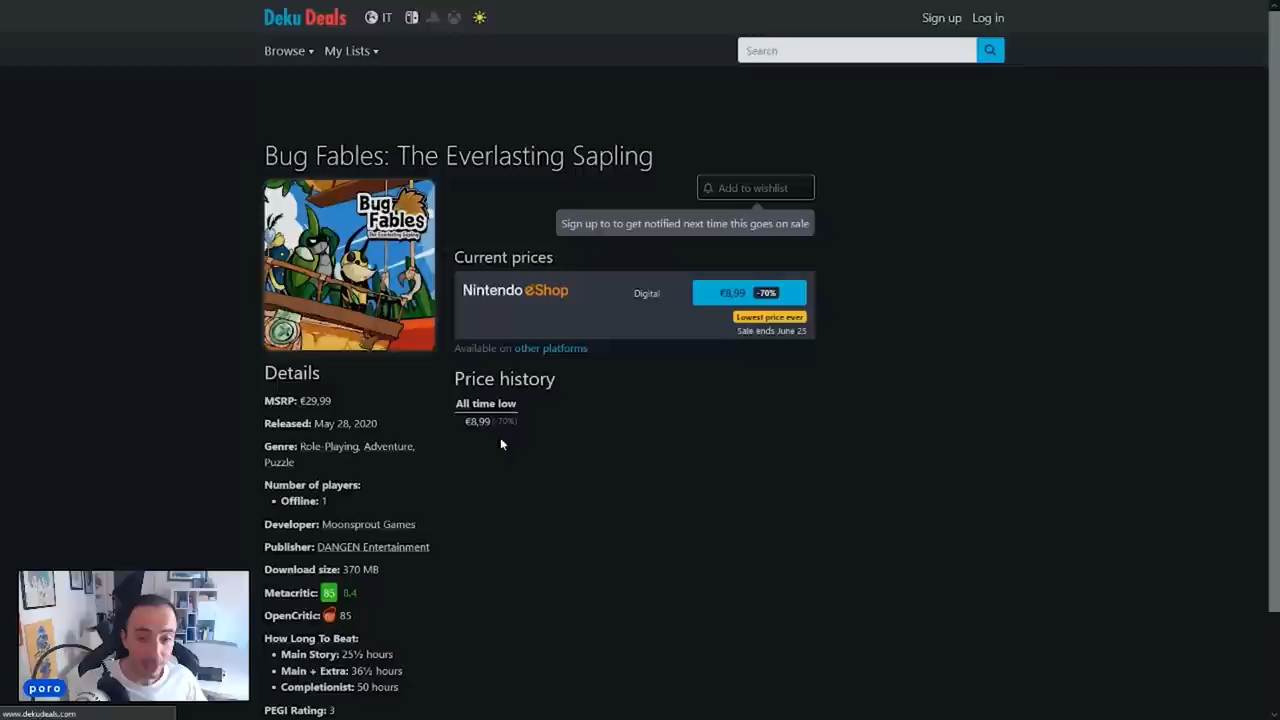 Deku Deals IT
Sign up Log in
Browse My Lists
Search
Bug Fables: The Everlasting Sapling
Bug Fables
The Everlasting Sapling
Add to wishlist
Sign up to to get notified next time this goes on sale
Current prices
Nintendo eShop Digital €8,99 -70%
Lowest price ever
Sale ends June 25
Available on other platforms
Details
Price history
MSRP: €29,99
All time low
€8,99 (-70%)
Released: May 28, 2020
Genre: Role-Playing, Adventure,
Puzzle
Number of players:
• Offline: 1
Developer: Moonsprout Games
Publisher: DANGEN Entertainment
Download size: 370 MB
Metacritic: 85 8.4
OpenCritic: 85
How Long To Beat:
• Main Story: 25½ hours
• Main + Extra: 36½ hours
• Completionist: 50 hours
PEGI Rating: 3
poro
www.dekudeals.com